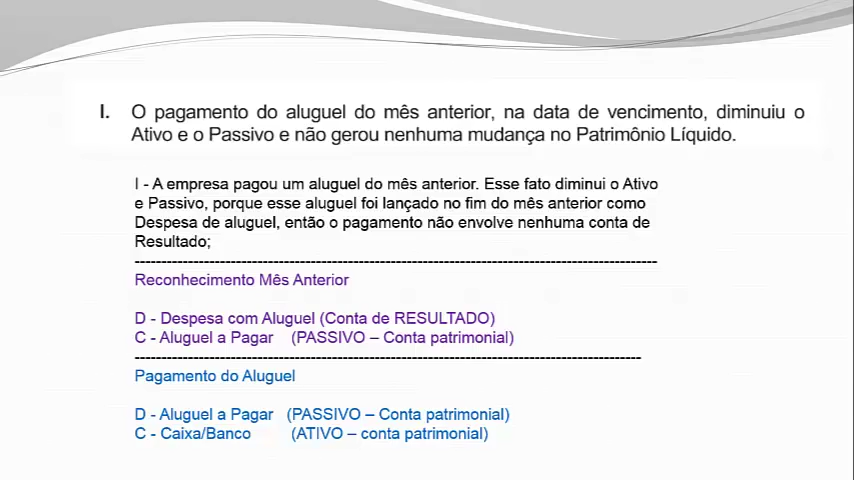 I. O pagamento do aluguel do mês anterior, na data de vencimento, diminuiu o
Ativo e o Passivo e não gerou nenhuma mudança no Patrimônio Líquido.
I - A empresa pagou um aluguel do mês anterior. Esse fato diminui o Ativo
e Passivo, porque esse aluguel foi lançado no fim do mês anterior como
Despesa de aluguel, então o pagamento não envolve nenhuma conta de
Resultado;
Reconhecimento Mês Anterior
D - Despesa com Aluguel (Conta de RESULTADO)
C - Aluguel a Pagar (PASSIVO – Conta patrimonial)
Pagamento do Aluguel
D - Aluguel a Pagar (PASSIVO – Conta patrimonial)
C - Caixa/Banco (ATIVO – conta patrimonial)